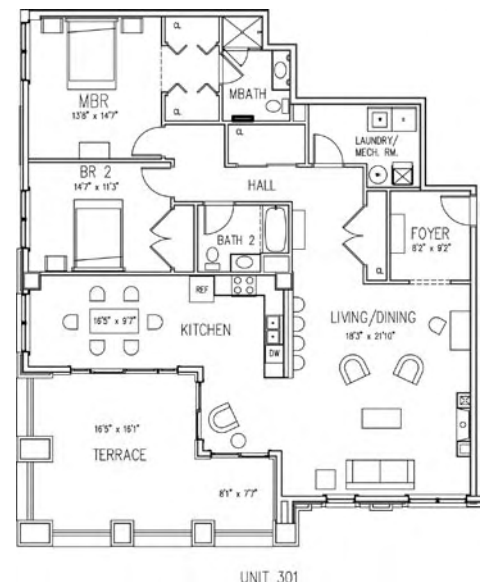 CL
MBR
13'8" x 14'7"
CL
MBATH
CL
LAUNDRY/
MECH. RM.
BR 2
14'7" x 11'3"
HALL
BATH 2
CL
FOYER
8'2" x 9'2"
REF
16'5" x 9'7"
KITCHEN
DW
LIVING/DINING
18'3" x 21'10"
16'5" x 16'1"
TERRACE
8'1" x 7'7"
UNIT 301